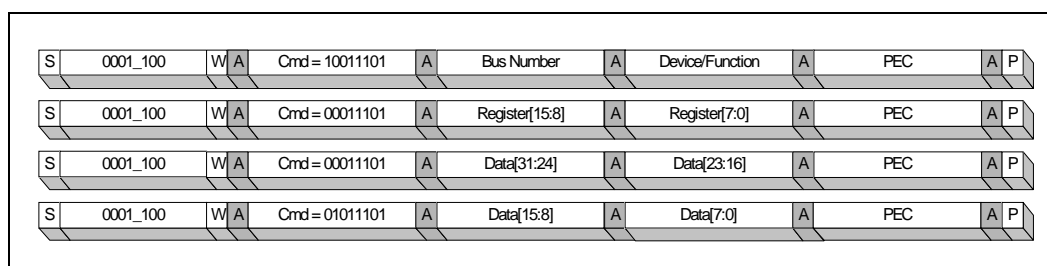 S 0001_100 W A Cmd = 10011101 A Bus Number A Device/Function A PEC A P
S 0001_100 W A Cmd = 00011101 A Register[15:8] A Register[7:0] A PEC A P
S 0001_100 W A Cmd = 00011101 A Data[31:24] A Data[23:16] A PEC A P
S 0001_100 W A Cmd = 01011101 A Data[15:8] A Data[7:0] A PEC A P